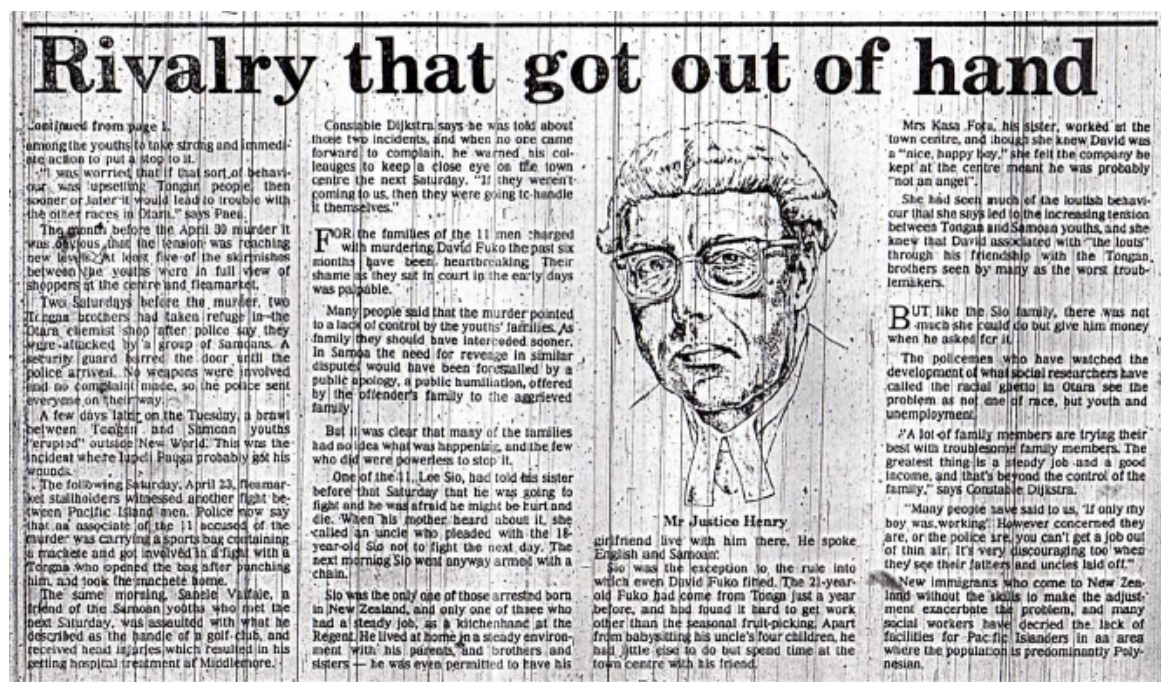 Rivalry that got out of hand
Continued from page 1.
among the youths to take strong and immedi-
ate action to put a stop to it.
"I was worried that if that sort of behavi-
our was upsetting Tongan people, then
sooner or later it would lead to trouble with
the other races in Otara." says Paea.
The month before the April 30 murder it
was obvious that the tension was reaching
new levels. At least five of the skirmishes
between the youths were in full view of
shoppers at the centre and fleamarket.
Two Saturdays before the murder, two
Tongan brothers had taken refuge in the
Otara chemist shop after police say they
were attacked by a group of Samoans. A
security guard barred the door until the
police arrived. No weapons were involved
and no complaint made, so the police sent
everyone on their way.
A few days later on the Tuesday, a brawl
between Tongan and Samoan youths
"erupted" outside New World. This was the
incident where Iupeli Pauga probably got his
wounds.
The following Saturday, April 23, fleamar-
ket stallholders witnessed another fight be-
tween Pacific Island men. Police now say
that an associate of the 11 accused of the
murder was carrying a sports bag containing
a machete and got involved in a fight with a
Tongan who opened the bag after punching
him, and took the machete home.
The same morning, Sanele a
friend of the Samoan youths who met the
next Saturday, was assaulted with what he
described as the handle of a golf-club, and
received head injuries which resulted in his
getting hospital treatment at Middlemore.
Constable Dijkstra says he was told about
those two incidents, and when no one came
forward to complain, he warned his col-
leauges to keep a close eye on the town
centre the next Saturday. "If they weren't
coming to us, then they were going to handle
it themselves."
FOR the families of the 11 men charged
with murdering David Fuko the past six
months have been heartbreaking. Their
shame as they sat in court in the early days
was palpable.
Many people said that the murder pointed
to a lack of control by the youths' families. As
family they should have interceded sooner.
In Samoa the need for revenge in similar
disputes would have been forestalled by a
public apology, a public humiliation, offered
by the offender's family to the aggrieved
family.
But it was clear that many of the families
had no idea what was happening, and the few
who did were powerless to stop it.
One of the 11, Lee Sio, had told his sister
before that Saturday that he was going to
fight and he was afraid he might be hurt and
die. When his mother heard about it, she
called an uncle who pleaded with the 18-
year-old Sio not to fight the next day. The
next morning Sio went anyway armed with a
chain.
Sio was the only one of those arrested born
in New Zealand, and only one of three who
had a steady job, as a kitchenhand at the
Regent. He lived at home in a steady environ-
ment with his parents, and brothers and
sisters — he was even permitted to have his
Mr Justice Henry
girlfriend live with him there. He spoke
English and Samoan.
Sio was the exception to the rule into
which even David Fuko fitted. The 21-year-
old Fuko had come from Tonga just a year
before, and had found it hard to get work
other than the seasonal fruit-picking. Apart
from babysitting his uncle's four children, he
had little else to do but spend time at the
town centre with his friend.
Mrs Kasa Fota, his sister, worked at the
town centre, and though she knew David was
a "nice, happy boy," she felt the company he
kept at the centre meant he was probably
"not an angel".
She had seen much of the loutish behavi-
our that she says led to the increasing tension
between Tongan and Samoan youths, and she
knew that David associated with "the louts"
through his friendship with the Tongan
brothers seen by many as the worst troub-
lemakers.
BUT, like the Sio family, there was not
much she could do but give him money
when he asked for it.
The policemen who have watched the
development of what social researchers have
called the racial ghetto in Otara see the
problem as not one of race, but youth and
unemployment.
"A lot of family members are trying their
best with troublesome family members. The
greatest thing is a steady job and a good
income, and that's beyond the control of the
family," says Constable Dijkstra.
"Many people have said to us, 'If only my
boy was working'. However concerned they
are, or the police are, you can't get a job out
of thin air. It's very discouraging too when
they see their fathers and uncles laid off."
New immigrants who come to New Zea-
land without the skills to make the adjust-
ment exacerbate the problem, and many
social workers have decried the lack of
facilities for Pacific Islanders in an area
where the population is predominantly Poly-
nesian.